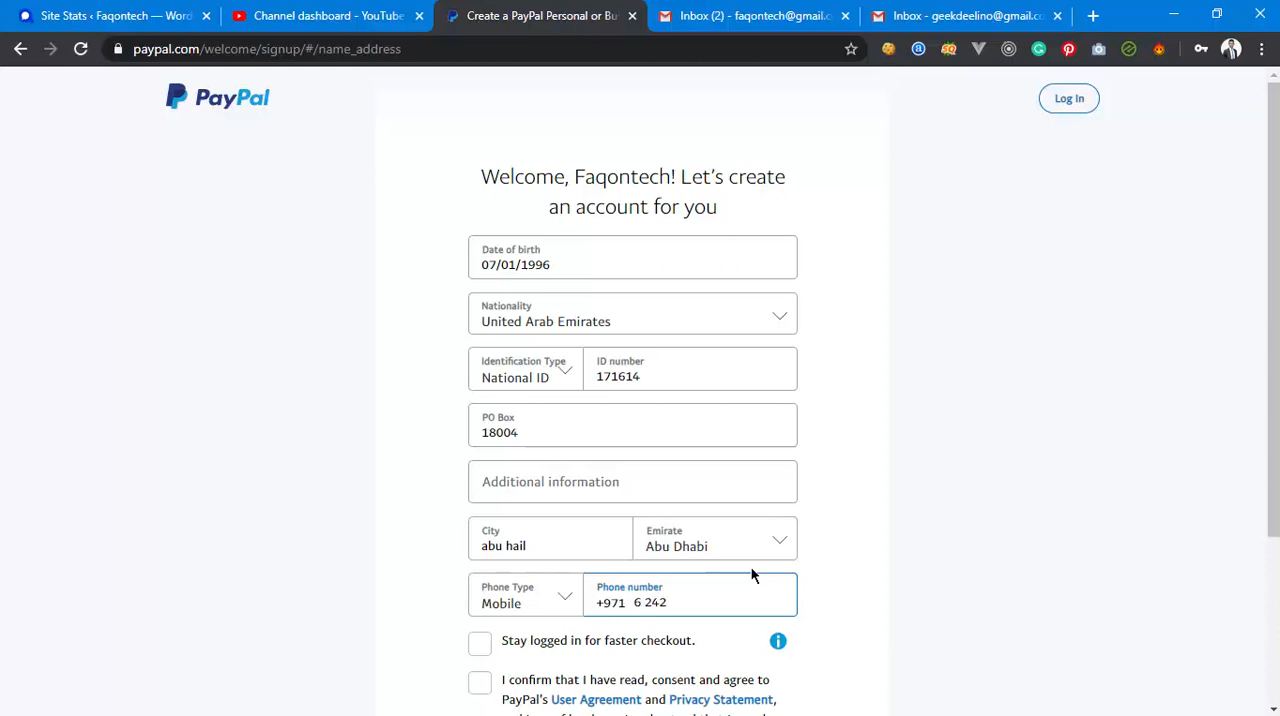 Site Stats ‹ Faqontech — Word
Channel dashboard - YouTube
Create a PayPal Personal or Bu
Inbox (2) - faqontech@gmail.c
Inbox - geekdeelino@gmail.co
paypal.com/welcome/signup/#/name_address
PayPal
Log In
Welcome, Faqontech! Let's create
an account for you
Date of birth
07/01/1996
Nationality
United Arab Emirates
Identification Type
National ID
ID number
171614
PO Box
18004
Additional information
City
abu hail
Emirate
Abu Dhabi
Phone Type
Mobile
Phone number
+971 6 242
Stay logged in for faster checkout.
I confirm that I have read, consent and agree to
PayPal's User Agreement and Privacy Statement,